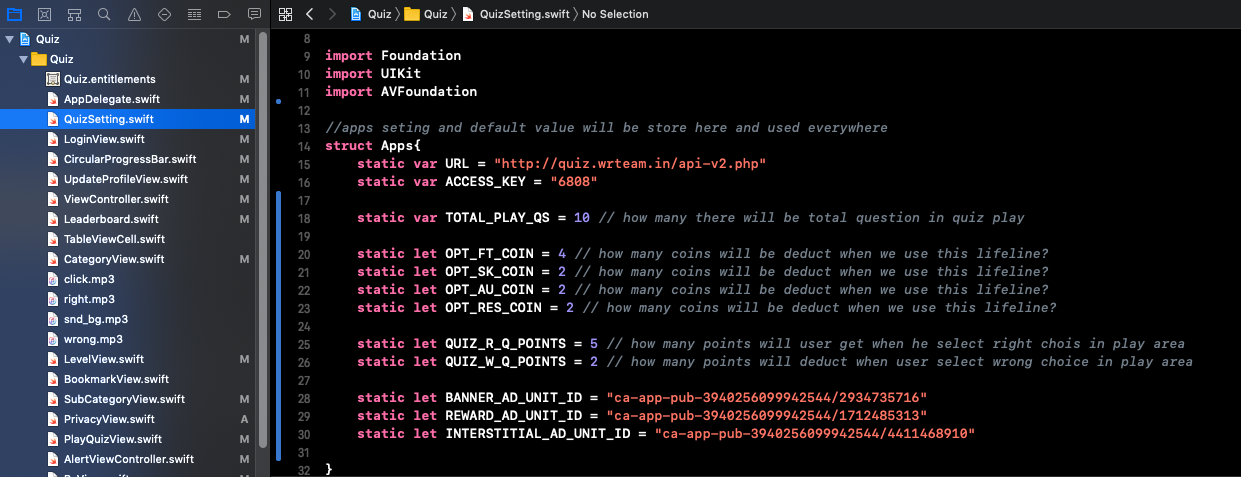 Quiz M
Quiz
Quiz.entitlements M
AppDelegate.swift M
QuizSetting.swift M
LoginView.swift M
CircularProgressBar.swift M
UpdateProfileView.swift M
ViewController.swift M
Leaderboard.swift M
TableViewCell.swift
CategoryView.swift M
click.mp3
right.mp3
snd_bg.mp3
wrong.mp3
LevelView.swift M
BookmarkView.swift
SubCategoryView.swift M
PrivacyView.swift A
PlayQuizView.swift M
AlertViewController.swift M
Quiz Quiz QuizSetting.swift No Selection
8
9 import Foundation
10 import UIKit
11 import AVFoundation
12
13 //apps seting and default value will be store here and used everywhere
14 struct Apps{
15 static var URL = "http://quiz.wrteam.in/api-v2.php"
16 static var ACCESS_KEY = "6808"
17
18 static var TOTAL_PLAY_QS = 10 // how many there will be total question in quiz play
19
20 static let OPT_FT_COIN = 4 // how many coins will be deduct when we use this lifeline?
21 static let OPT_SK_COIN = 2 // how many coins will be deduct when we use this lifeline?
22 static let OPT_AU_COIN = 2 // how many coins will be deduct when we use this lifeline?
23 static let OPT_RES_COIN = 2 // how many coins will be deduct when we use this lifeline?
24
25 static let QUIZ_R_Q_POINTS = 5 // how many points will user get when he select right chois in play area
26 static let QUIZ_W_Q_POINTS = 2 // how many points will deduct when user select wrong choice in play area
27
28 static let BANNER_AD_UNIT_ID = "ca-app-pub-3940256099942544/2934735716"
29 static let REWARD_AD_UNIT_ID = "ca-app-pub-3940256099942544/1712485313"
30 static let INTERSTITIAL_AD_UNIT_ID = "ca-app-pub-3940256099942544/4411468910"
31
32 }